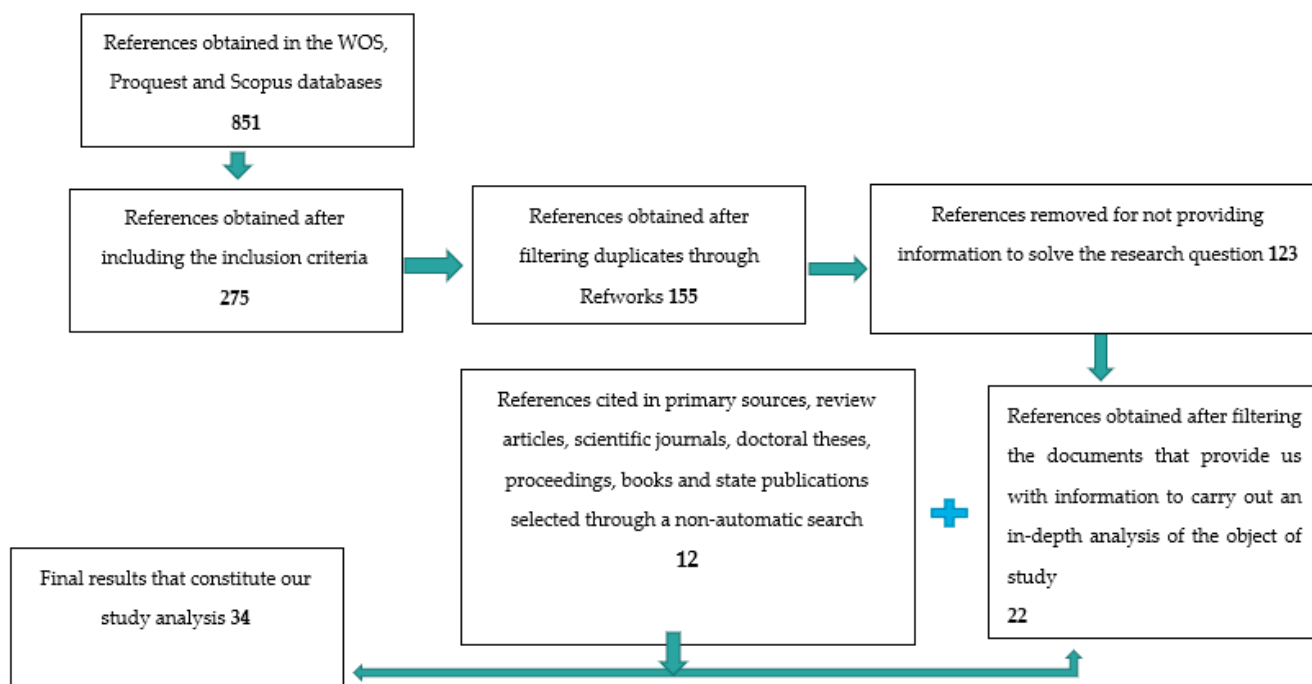 References obtained in the WOS,
Proquest and Scopus databases
851
References obtained after
including the inclusion criteria
275
References obtained after
filtering duplicates through
Refworks 155
References removed for not providing
information to solve the research question 123
References cited in primary sources, review
articles, scientific journals, doctoral theses,
proceedings, books and state publications
selected through a non-automatic search
12
References obtained after filtering
the documents that provide us
with information to carry out an
in-depth analysis of the object of
study
22
Final results that constitute our
study analysis 34